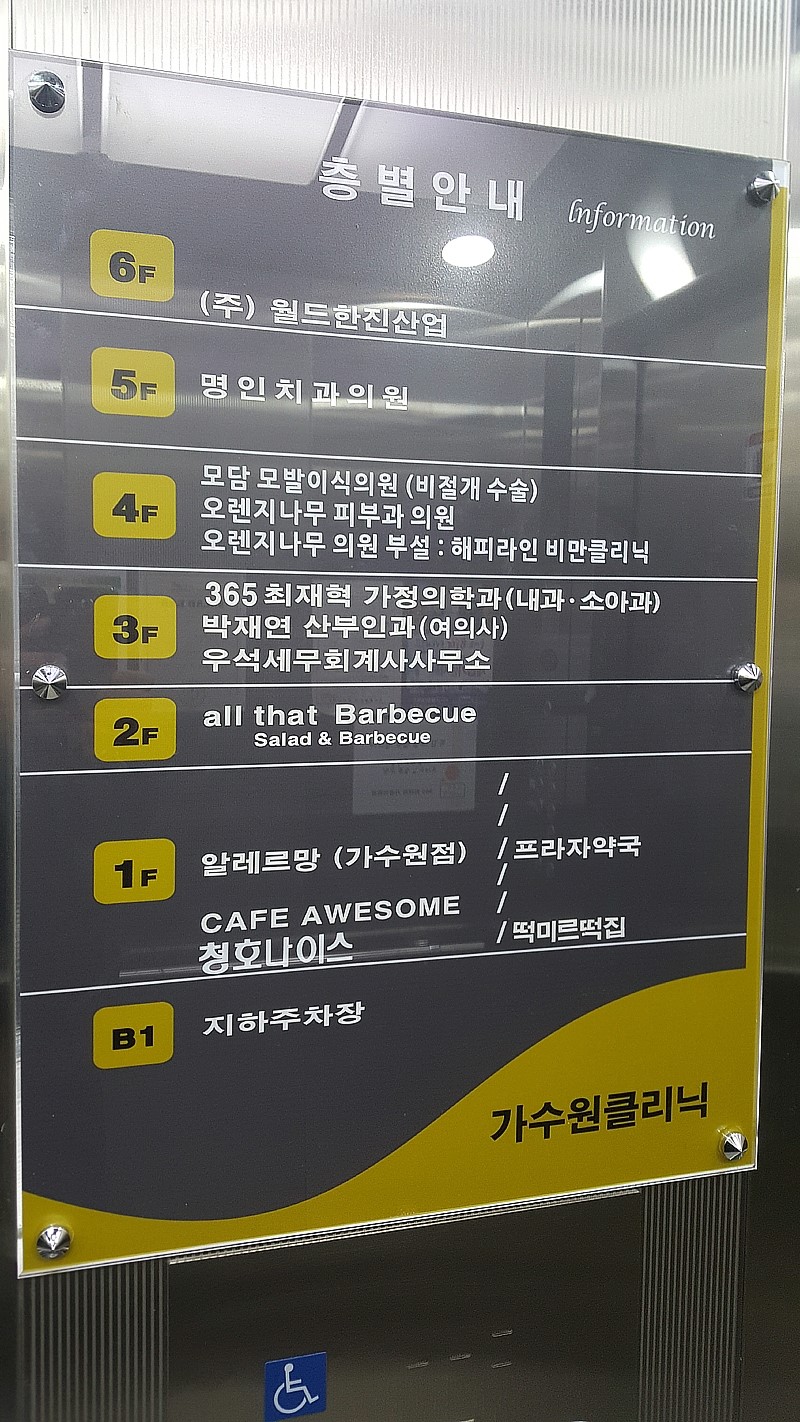 층별안내 Information
6F
(주) 월드한진산업
5F 명인치과의원
모담 모발이식의원 (비절개 수술)
4F 오렌지나무 피부과 의원
오렌지나무 의원 부설 : 해피라인 비만클리닉
365 최재혁 가정의학과 (내과·소아과)
3F 박재연 산부인과 (여의사)
우석세무회계사사무소
2F all that Barbecue
Salad & Barbecue
/
/
1F 알레르망 (가수원점) / 프라자약국
/
CAFE AWESOME /
청호나이스 / 떡미르떡집
B1 지하주차장
가수원클리닉